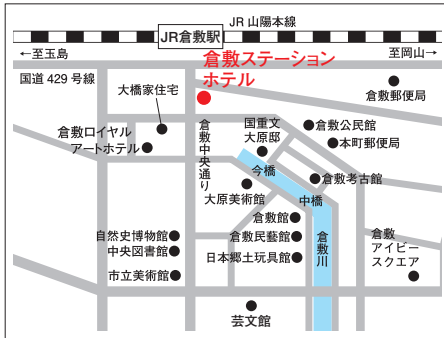 JR 山陽本線
JR倉敷駅
←至玉島
至岡山→
倉敷ステーション
ホテル
国道 429 号線
倉敷郵便局
大橋家住宅
倉敷ロイヤル
アートホテル
倉敷中央通り
国重文
大原邸
倉敷公民館
本町郵便局
今橋
倉敷考古館
大原美術館
中橋
倉敷館
倉敷民藝館
日本郷土玩具館
倉敷川
倉敷
アイビー
スクエア
自然史博物館
中央図書館
市立美術館
芸文館